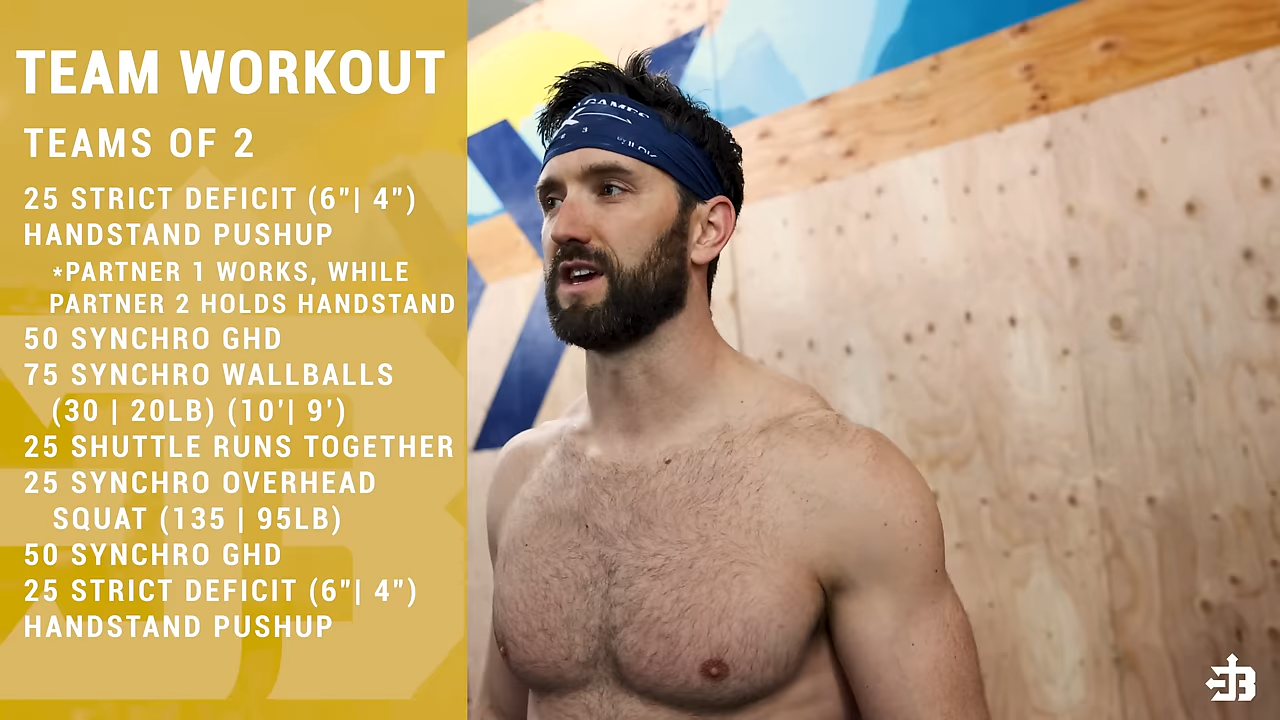 TEAM WORKOUT
TEAMS OF 2
25 STRICT DEFICIT (6"| 4")
HANDSTAND PUSHUP
*PARTNER 1 WORKS, WHILE
PARTNER 2 HOLDS HANDSTAND
50 SYNCHRO GHD
75 SYNCHRO WALLBALLS
(30 | 20LB) (10'| 9')
25 SHUTTLE RUNS TOGETHER
25 SYNCHRO OVERHEAD
SQUAT (135 | 95LB)
50 SYNCHRO GHD
25 STRICT DEFICIT (6"| 4")
HANDSTAND PUSHUP
GAMES